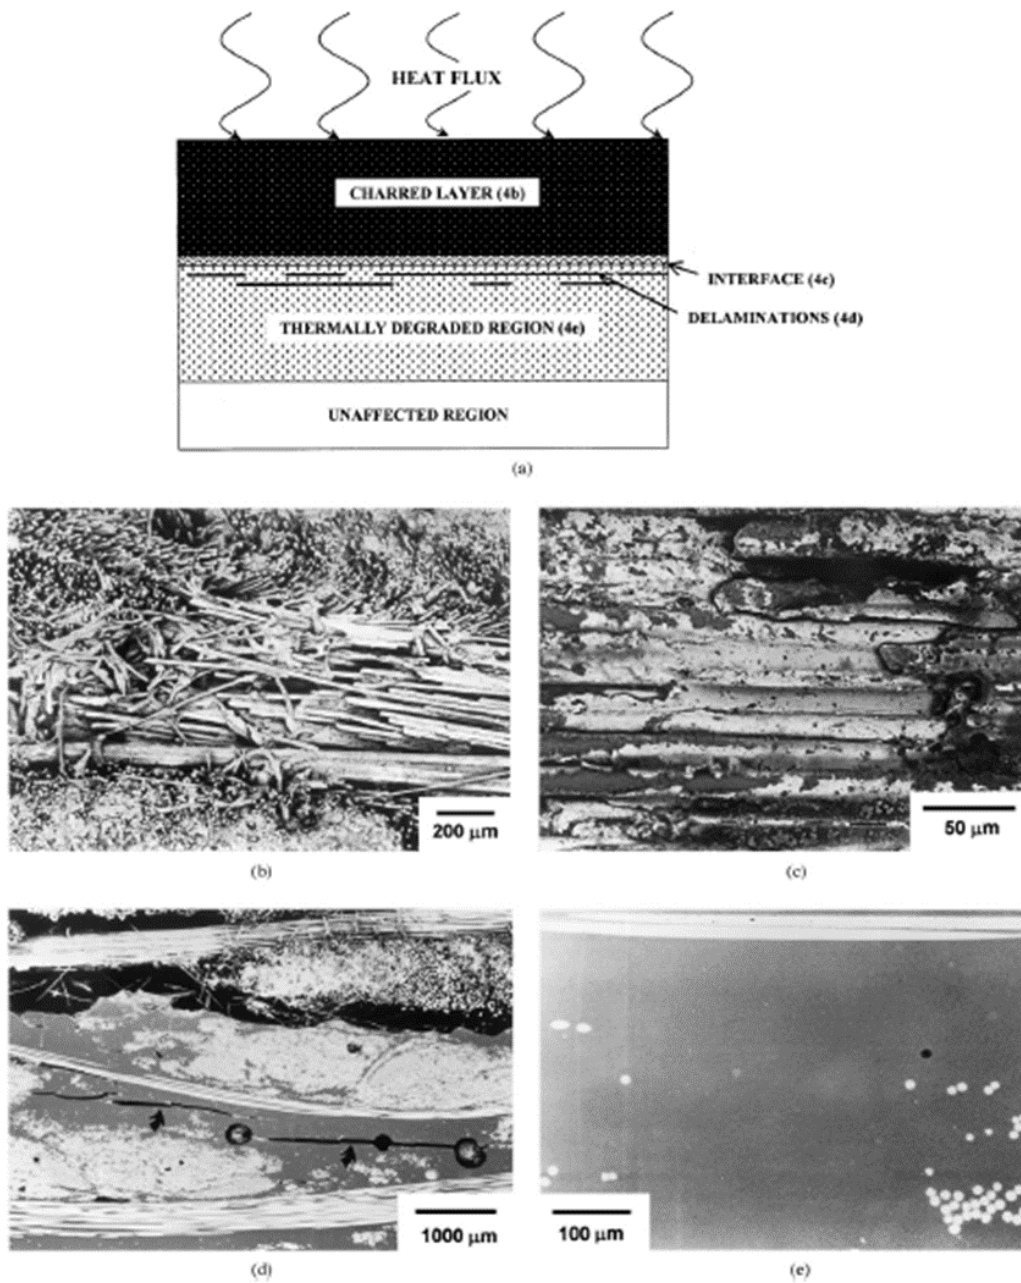 HEAT FLUX
CHARRED LAYER (4b)
INTERFACE (4c)
DELAMINATIONS (4d)
THERMALLY DEGRADED REGION (4e)
UNAFFECTED REGION
(a)
200 μm
50 μm
(b)
(c)
1000 μm
100 μm
(d)
(e)